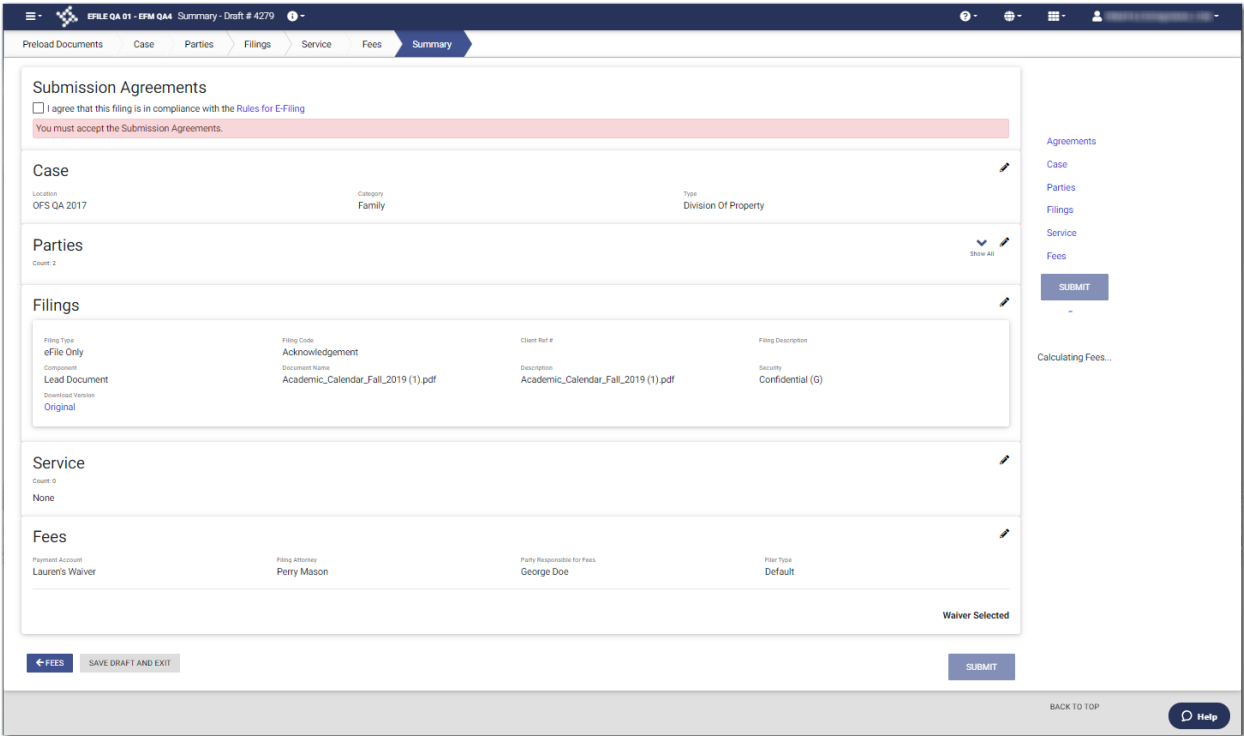 EFILE QA 01 - EFM QA4 Summary - Draft # 4279
Preload Documents Case Parties Filings Service Fees Summary
Submission Agreements
I agree that this filing is in compliance with the Rules for E-Filing
You must accept the Submission Agreements.
Agreements
Case
Parties
Filings
Service
Fees
SUBMIT
Calculating Fees...
Case
Location Category Type
OFS QA 2017 Family Division Of Property
Parties
Count: 2
Show All
Filings
Filing Type Filing Code Client Ref # Filing Description
eFile Only Acknowledgement
Component Document Name Description Security
Lead Document Academic_Calendar_Fall_2019 (1).pdf Academic_Calendar_Fall_2019 (1).pdf Confidential (G)
Download Version
Original
Service
Count: 0
None
Fees
Payment Account Filing Attorney Party Responsible for Fees Filer Type
Lauren's Waiver Perry Mason George Doe Default
Waiver Selected
FEES SAVE DRAFT AND EXIT SUBMIT
BACK TO TOP
Help